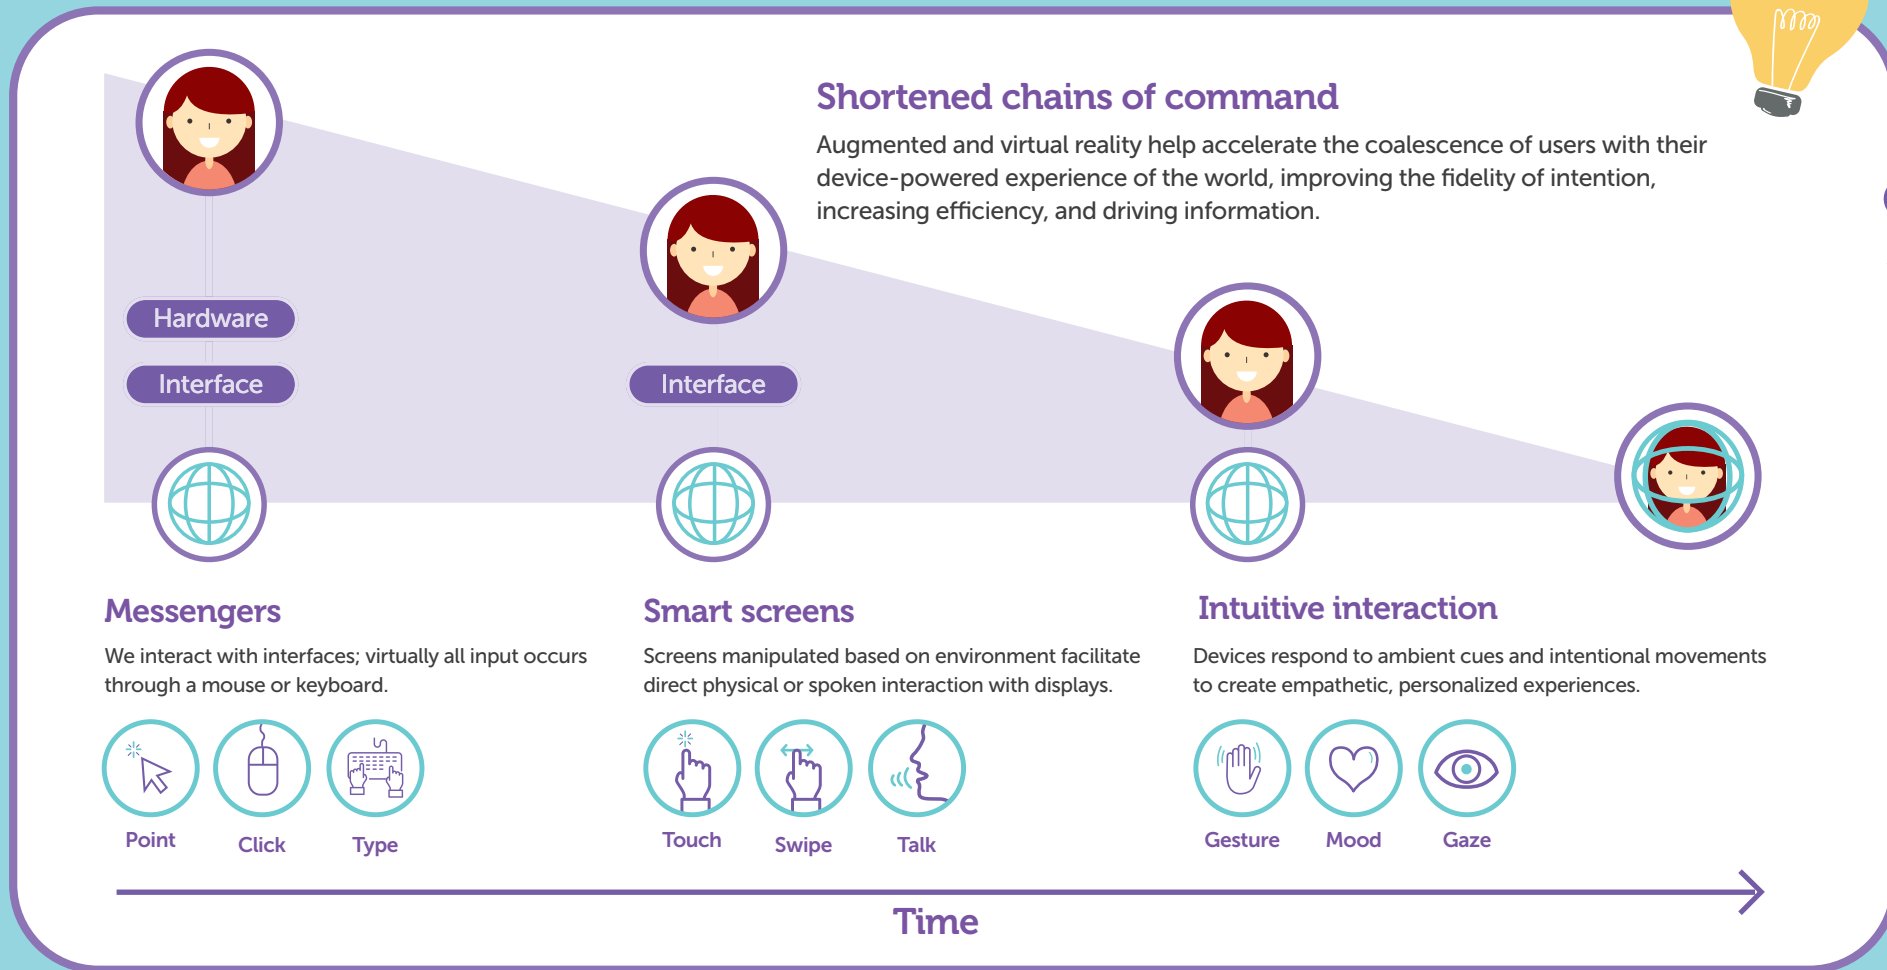 Shortened chains of command
Augmented and virtual reality help accelerate the coalescence of users with their
device-powered experience of the world, improving the fidelity of intention,
increasing efficiency, and driving information.
Hardware
Interface
Interface
Messengers
We interact with interfaces; virtually all input occurs
through a mouse or keyboard.
Point
Click
Type
Smart screens
Screens manipulated based on environment facilitate
direct physical or spoken interaction with displays.
Touch
Swipe
Talk
Intuitive interaction
Devices respond to ambient cues and intentional movements
to create empathetic, personalized experiences.
Gesture
Mood
Gaze
Time